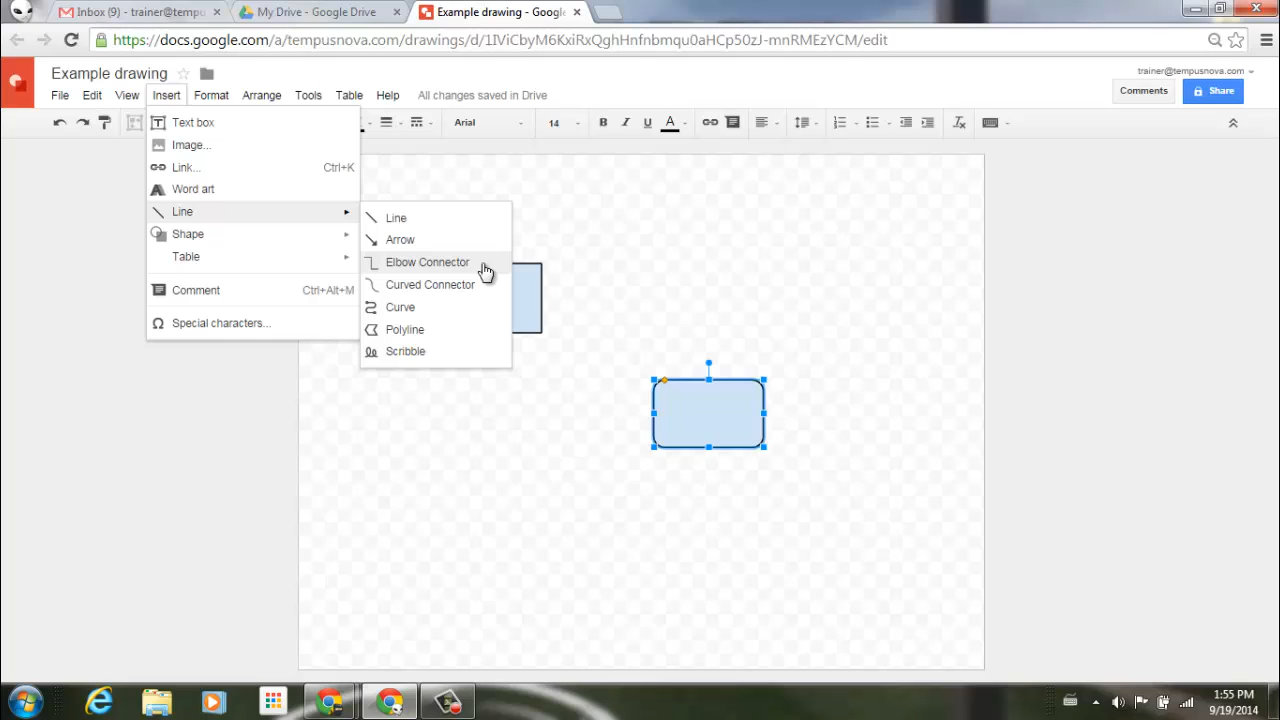 Inbox (9) - trainer@tempu
My Drive - Google Drive
Example drawing - Googl
https://docs.google.com/a/tempusnova.com/drawings/d/1IViCbyM6KxiRxQghHnfnbmqu0aHCp50zJ-mnRMEzYCM/edit
Example drawing
trainer@tempusnova.com
File Edit View Insert Format Arrange Tools Table Help All changes saved in Drive
Comments
Share
Arial 14 B I U A
Text box
Image...
Link... Ctrl+K
Word art
Line
Shape
Table
Comment Ctrl+Alt+M
Special characters...
Line
Arrow
Elbow Connector
Curved Connector
Curve
Polyline
Scribble
1:55 PM
9/19/2014